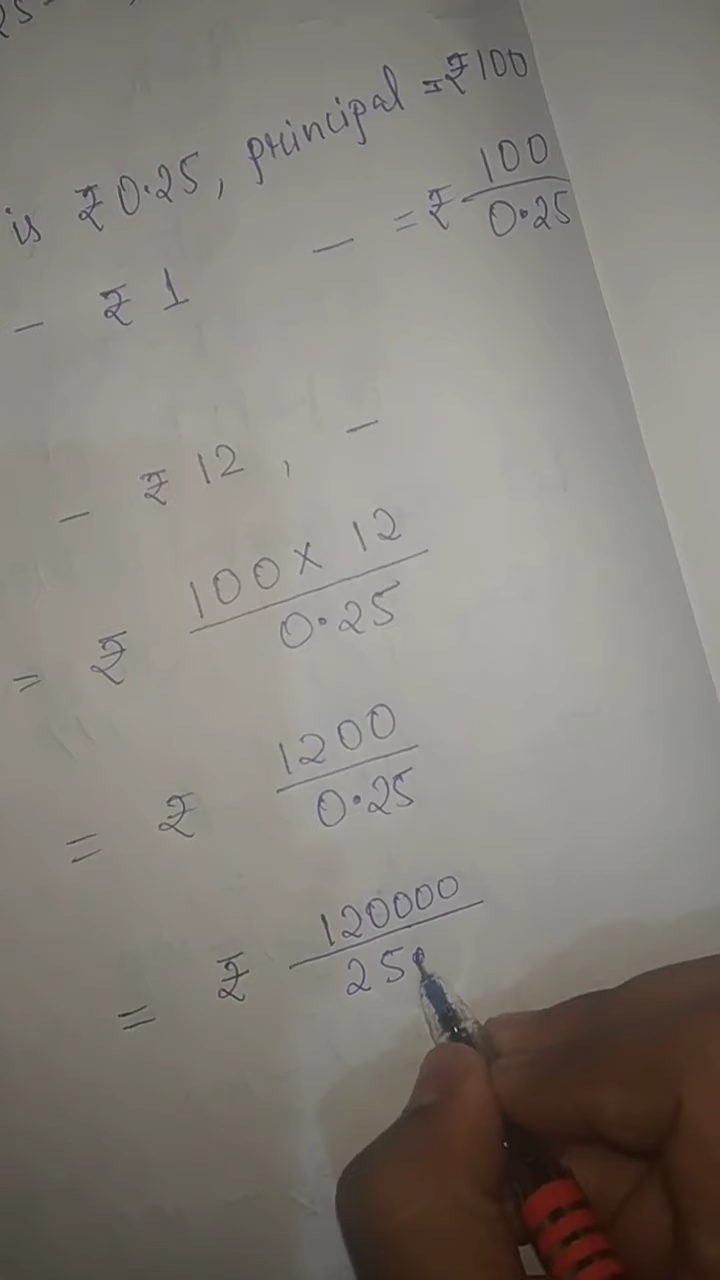 is ₹ 0.25, principal = ₹ 100
- ₹ 1 - = ₹ 100/0.25
- ₹ 12, -
= ₹ 100 x 12/0.25
= ₹ 1200/0.25
= ₹ 120000/25